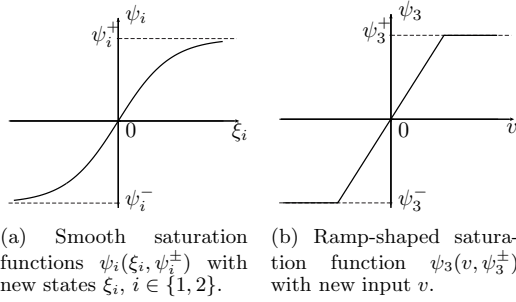 ψ_i
ψ_i^+
0
ξ_i
ψ_i^-
ψ_3
ψ_3^+
0
v
ψ_3^-
(a) Smooth saturation
functions ψ_i(ξ_i, ψ_i^±) with
new states ξ_i, i ∈ {1, 2}.
(b) Ramp-shaped satura-
tion function ψ_3(v, ψ_3^±)
with new input v.